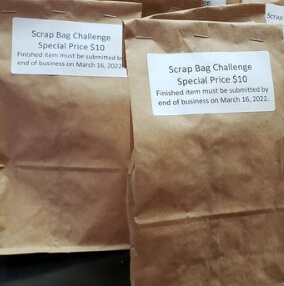 Scrap Bag Challenge
Special Price $10
Finished item must be submitted by
end of business on March 16, 2022.
Scrap Bag Challenge
Special Price $10
Finished item must be submitted by
end of business on March 16, 2022.
Scrap